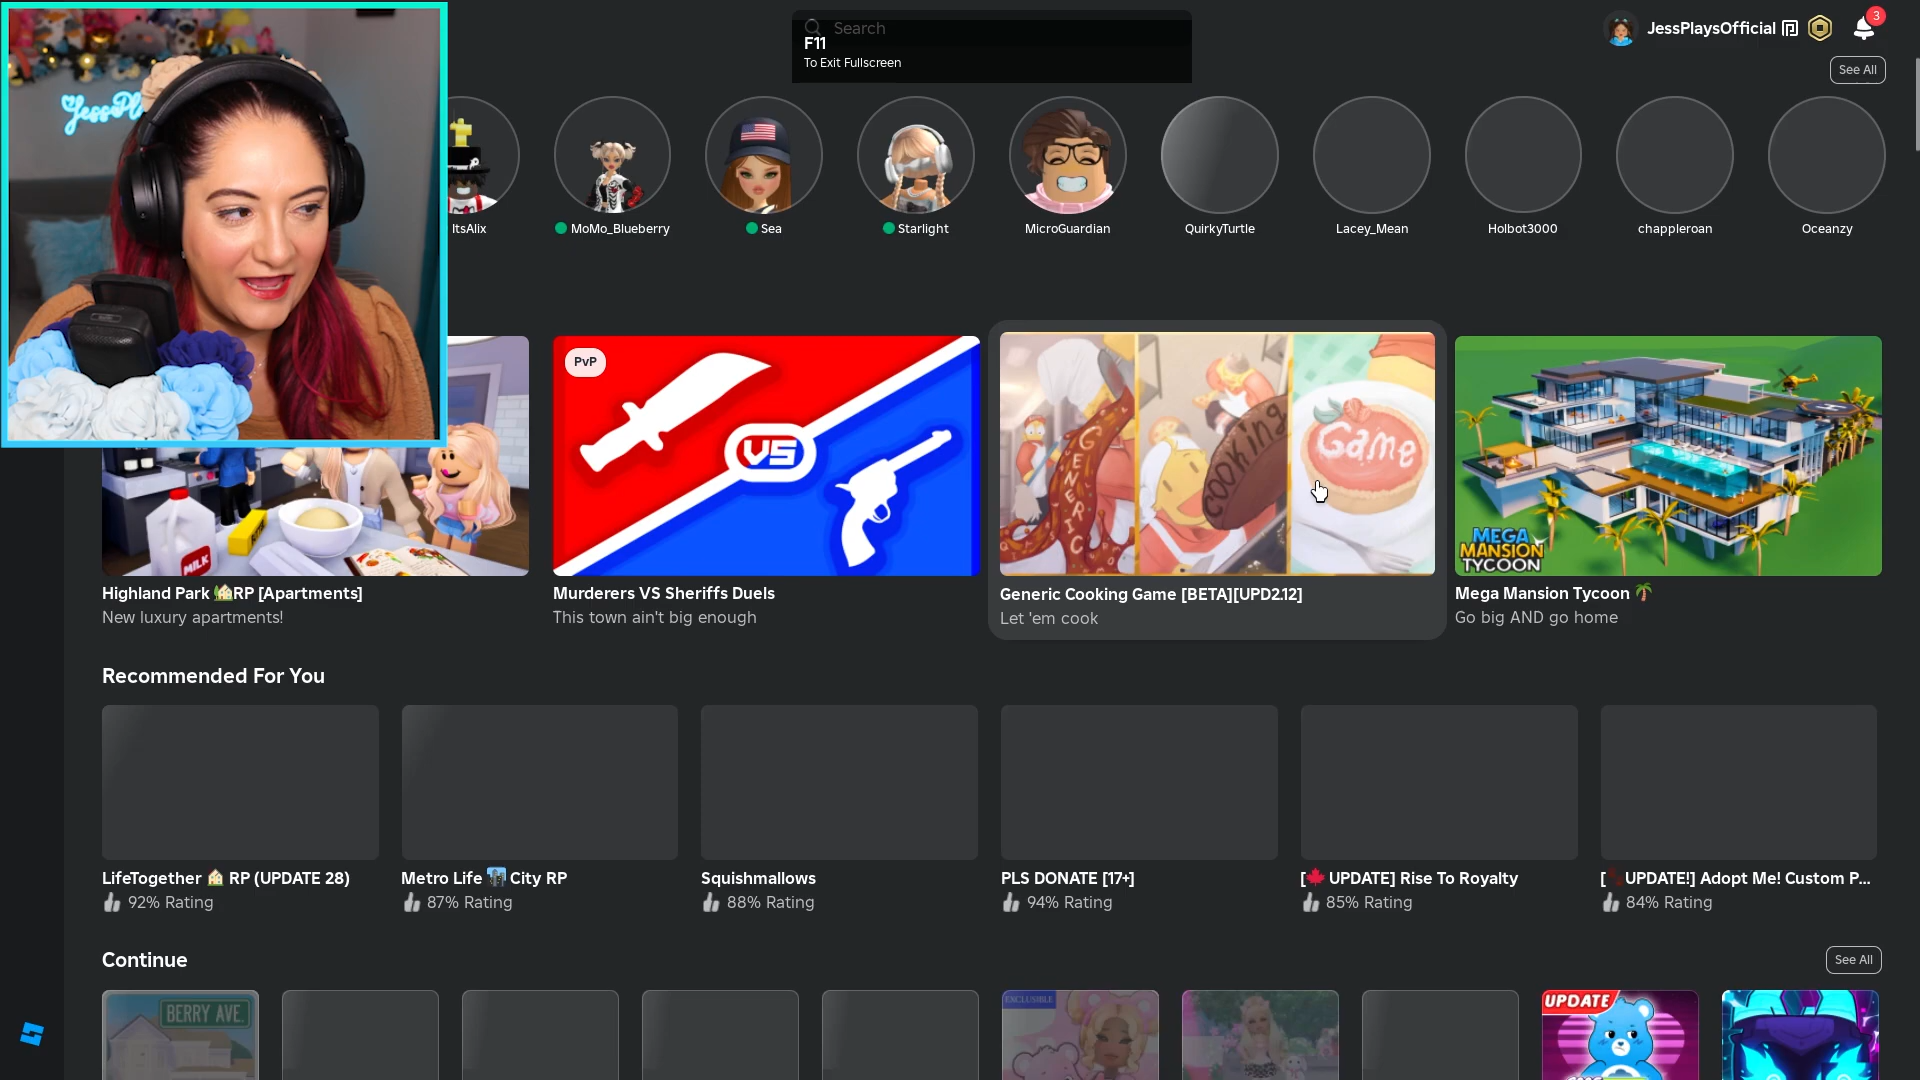 Search
F11
To Exit Fullscreen
JessPlaysOfficial
3
See All
ItsAlix
MoMo_Blueberry
Sea
Starlight
MicroGuardian
QuirkyTurtle
Lacey_Mean
Holbot3000
chappleroan
Oceanzy
PvP
VS
MILK
GENERIC
cooking
Game
MEGA
MANSION
TYCOON
H
Highland Park 🏡RP [Apartments]
New luxury apartments!
Murderers VS Sheriffs Duels
This town ain't big enough
Generic Cooking Game [BETA][UPD2.12]
Let 'em cook
Mega Mansion Tycoon 🌴
Go big AND go home
Recommended For You
LifeTogether 🏠 RP (UPDATE 28)
92% Rating
Metro Life 🏙️ City RP
87% Rating
Squishmallows
88% Rating
PLS DONATE [17+]
94% Rating
[🍁 UPDATE] Rise To Royalty
85% Rating
[ UPDATE!] Adopt Me! Custom P...
84% Rating
Continue
See All
BERRY AVE.
EXCLUSIBLE
UPDATE